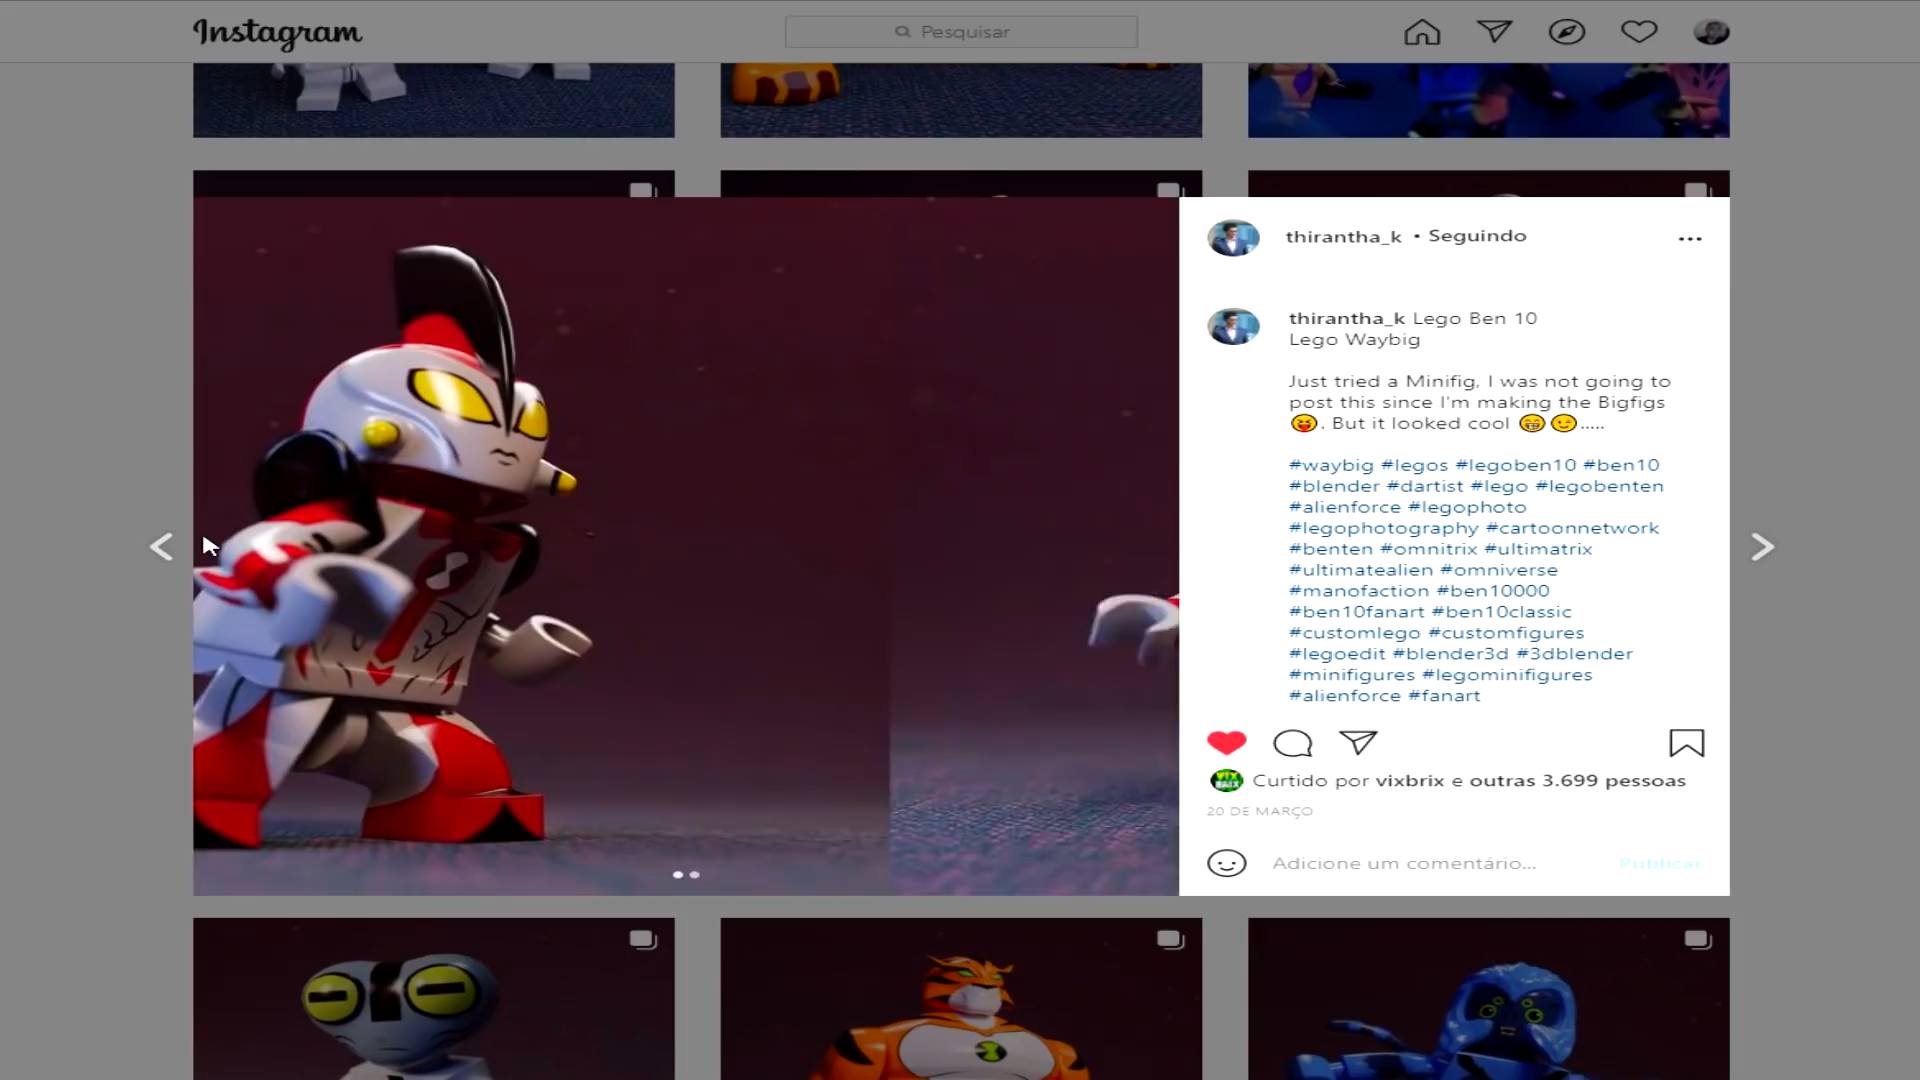 Instagram
Pesquisar
thirantha_k • Seguindo
thirantha_k Lego Ben 10
Lego Waybig
Just tried a Minifig, I was not going to
post this since I'm making the Bigfigs
😝. But it looked cool 😁😉.....
#waybig #legos #legoben10 #ben10
#blender #dartist #lego #legobenten
#alienforce #legophoto
#legophotography #cartoonnetwork
#benten #omnitrix #ultimatrix
#ultimatealien #omniverse
#manofaction #ben10000
#ben10fanart #ben10classic
#customlego #customfigures
#legoedit #blender3d #3dblender
#minifigures #legominifigures
#alienforce #fanart
VIX
BRIX
Curtido por vixbrix e outras 3.699 pessoas
20 DE MARÇO
Adicione um comentário... Publicar